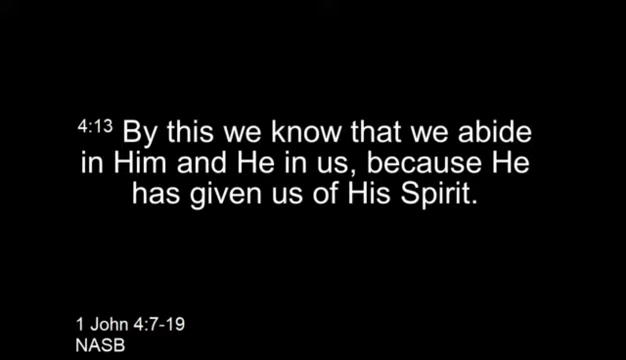 4:13 By this we know that we abide
in Him and He in us, because He
has given us of His Spirit.
1 John 4:7-19
NASB